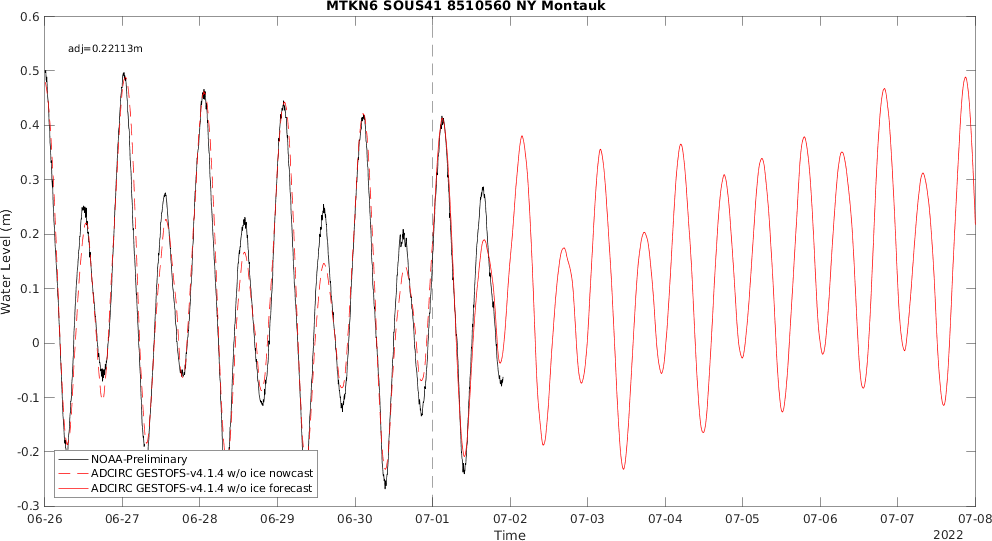 MTKN6 SOUS41 8510560 NY Montauk
0.6
adj=0.22113m
0.5
0.4
0.3
0.2
0.1
0
-0.1
-0.2
-0.3
Water Level (m)
NOAA-Preliminary
ADCIRC GESTOFS-v4.1.4 w/o ice nowcast
ADCIRC GESTOFS-v4.1.4 w/o ice forecast
06-26 06-27 06-28 06-29 06-30 07-01 07-02 07-03 07-04 07-05 07-06 07-07 07-08
Time
2022